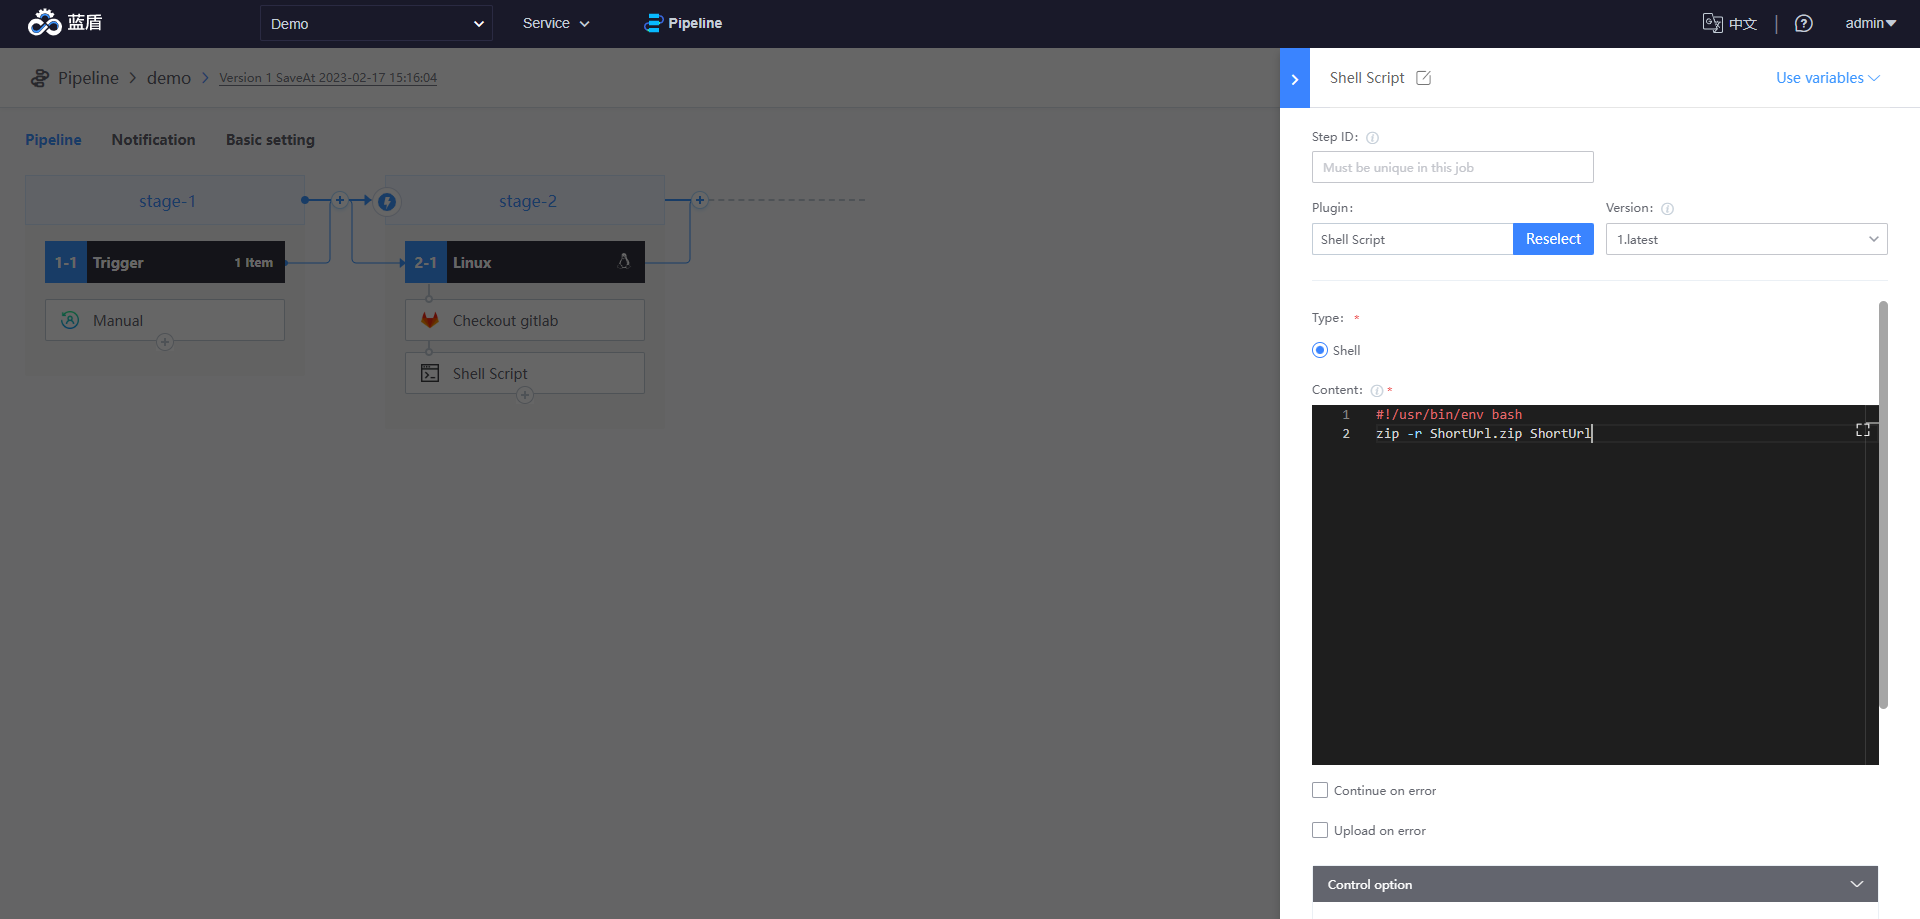 蓝盾
Demo
Service
Pipeline
中文
admin
Pipeline
demo
Version 1 SaveAt 2023-02-17 15:16:04
Pipeline
Notification
Basic setting
stage-1
1-1
Trigger
1 Item
Manual
stage-2
2-1
Linux
Checkout gitlab
Shell Script
Shell Script
Use variables
Step ID:
Must be unique in this job
Plugin:
Shell Script
Reselect
Version:
1.latest
Type: *
Shell
Content: *
1 #!/usr/bin/env bash
2 zip -r ShortUrl.zip ShortUrl
Continue on error
Upload on error
Control option